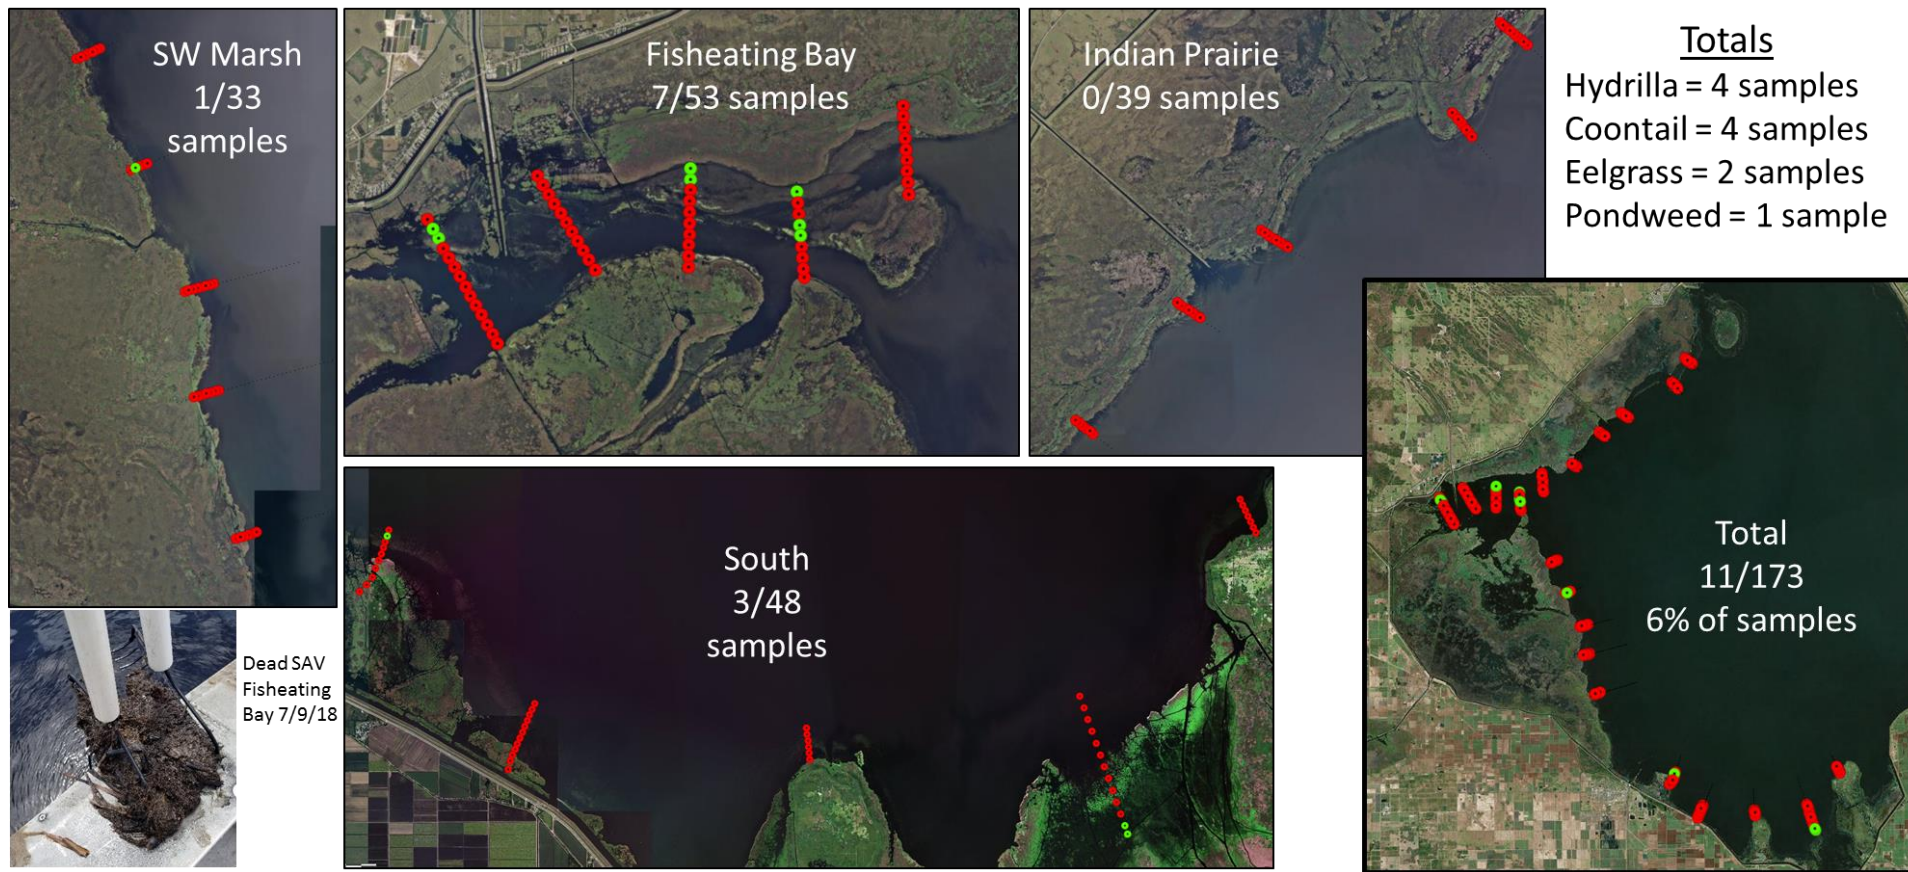 SW Marsh
1/33
samples
Fisheating Bay
7/53 samples
Indian Prairie
0/39 samples
Totals
Hydrilla = 4 samples
Coontail = 4 samples
Eelgrass = 2 samples
Pondweed = 1 sample
South
3/48
samples
Total
11/173
6% of samples
Dead SAV
Fisheating
Bay 7/9/18